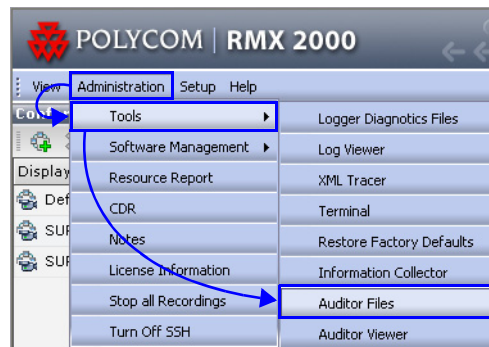 POLYCOM | RMX 2000
View Administration Setup Help
Tools
Logger Diagnostics Files
Software Management
Log Viewer
Resource Report
XML Tracer
Display
CDR
Terminal
Def
Notes
Restore Factory Defaults
SUP
License Information
Information Collector
SUP
Stop all Recordings
Auditor Files
Turn Off SSH
Auditor Viewer